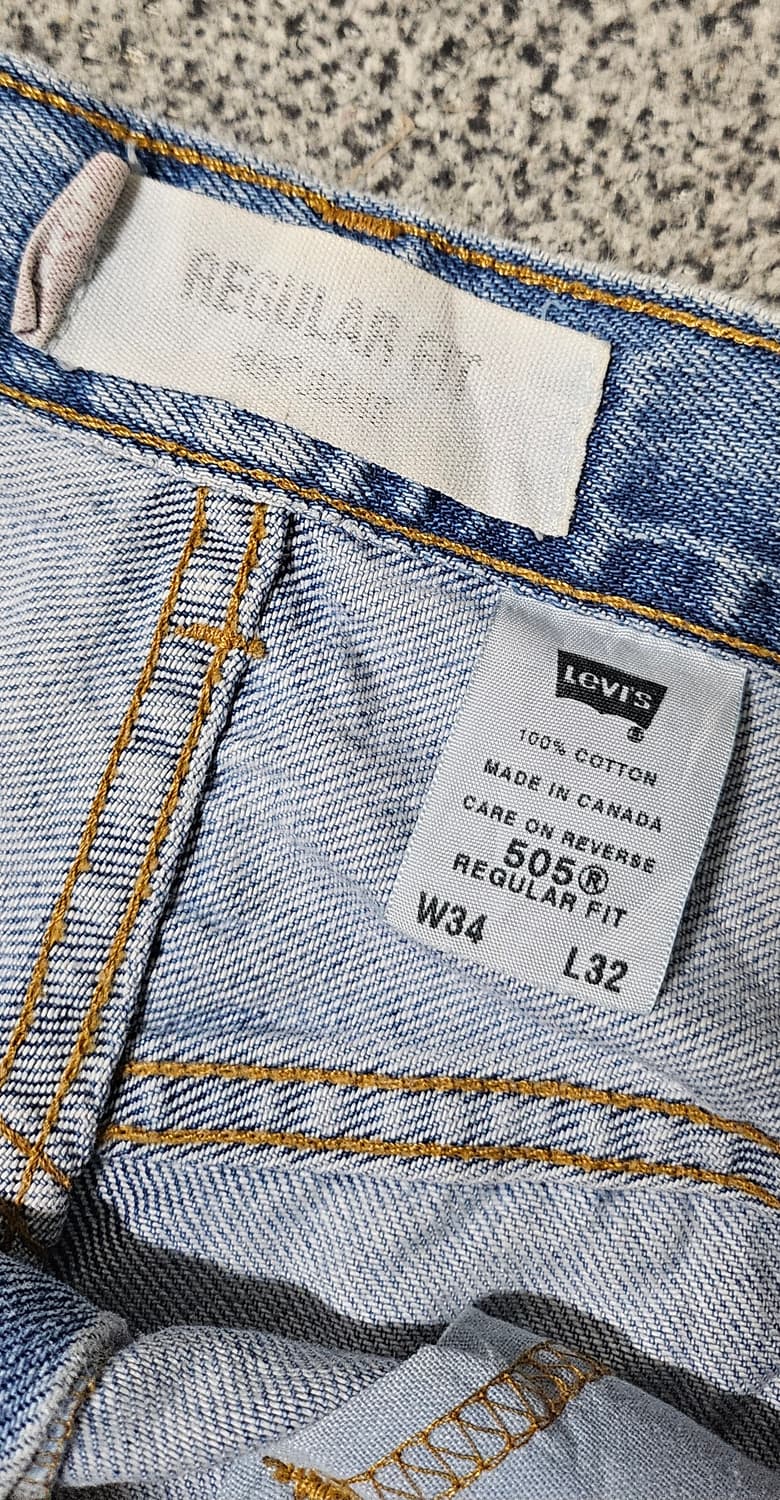 REGULAR FIT
LEVI'S
®
100% COTTON
MADE IN CANADA
CARE ON REVERSE
505®
REGULAR FIT
W34 L32